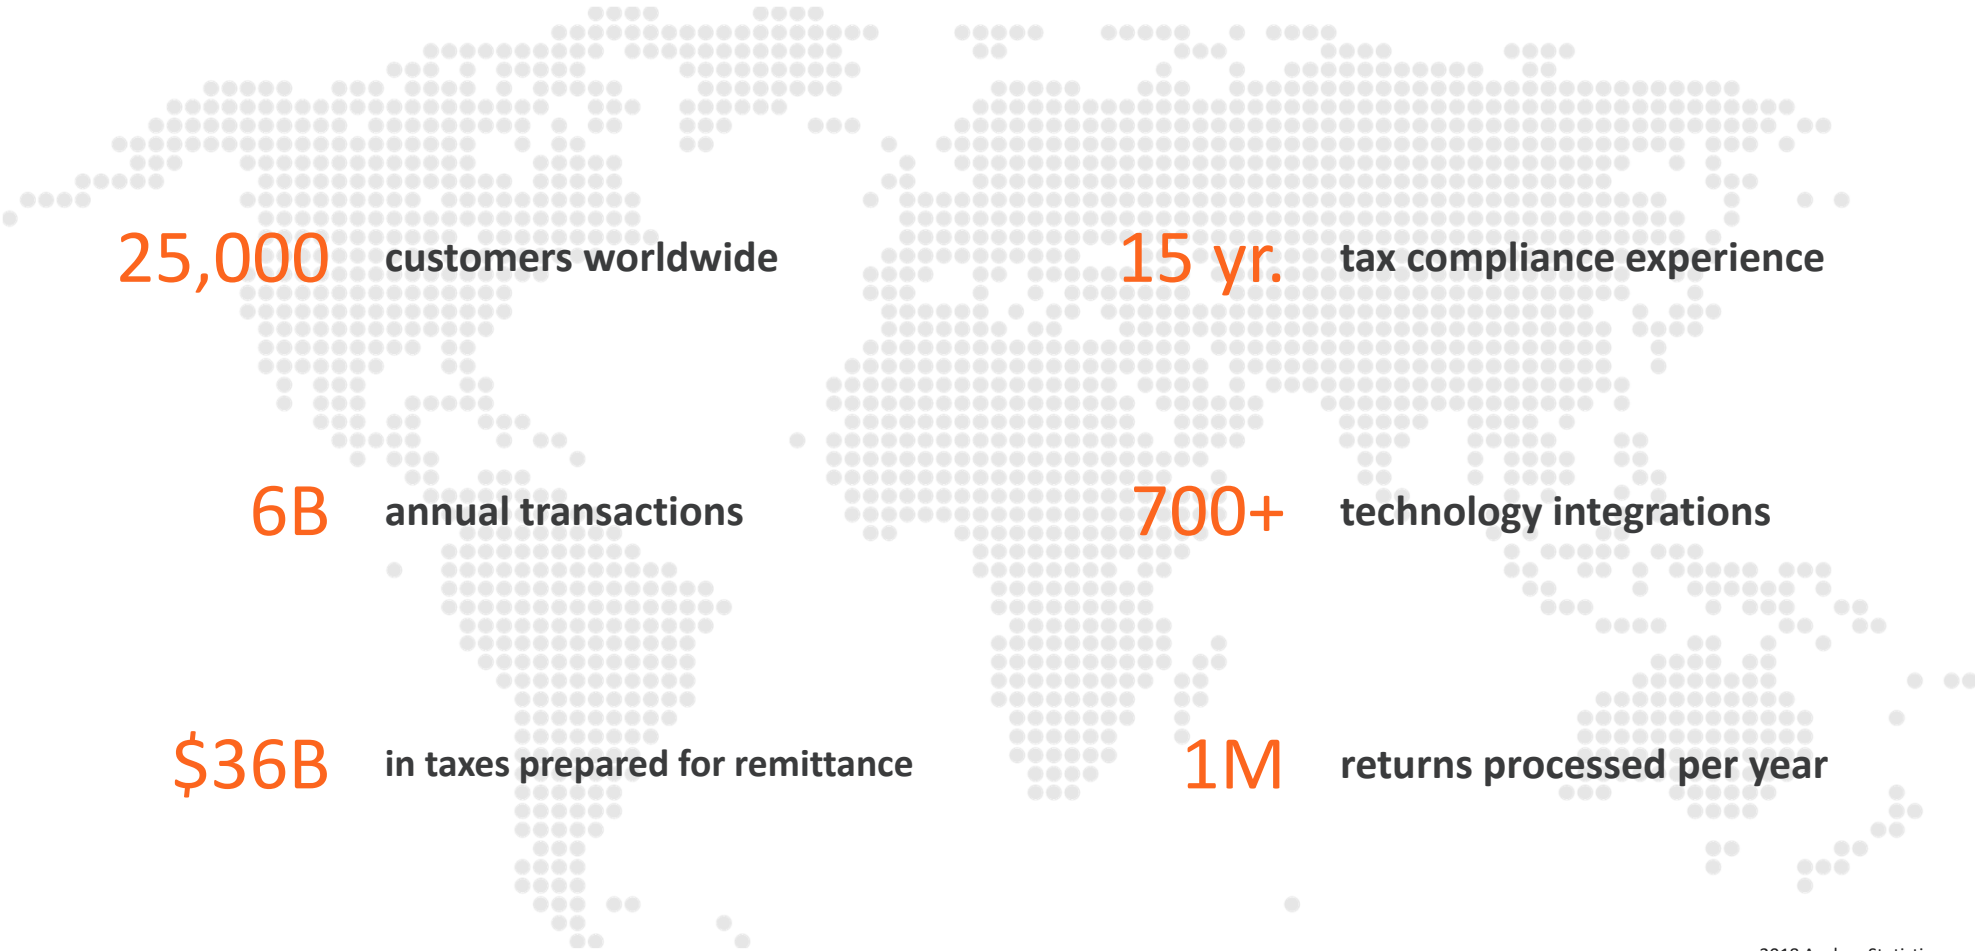 25,000 customers worldwide
15 yr. tax compliance experience
6B annual transactions
700+ technology integrations
$36B in taxes prepared for remittance
1M returns processed per year